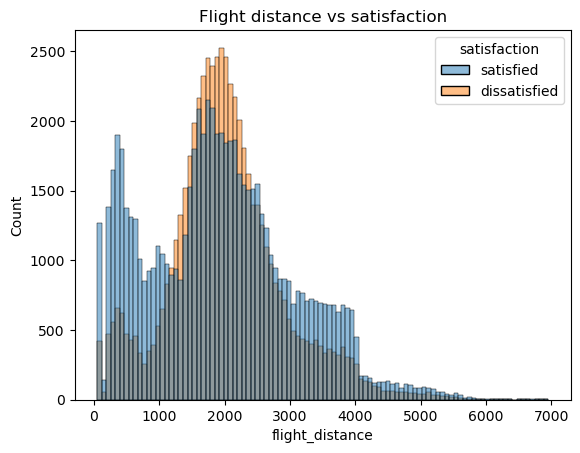 Flight distance vs satisfaction
satisfaction
satisfied
dissatisfied
Count
2500
2000
1500
1000
500
0
0 1000 2000 3000 4000 5000 6000 7000
flight_distance